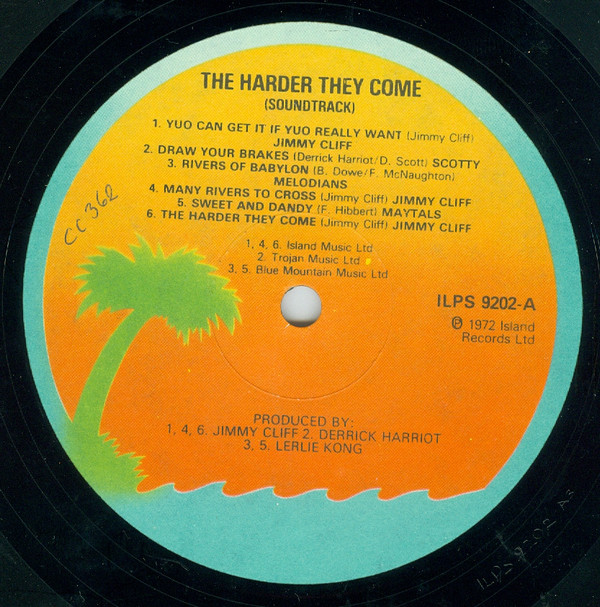 THE HARDER THEY COME
(SOUNDTRACK)
1. YUO CAN GET IT IF YUO REALLY WANT (Jimmy Cliff)
JIMMY CLIFF
2. DRAW YOUR BRAKES (Derrick Harriot/D. Scott) SCOTTY
3. RIVERS OF BABYLON (B. Dowe/F. McNaughton)
MELODIANS
4. MANY RIVERS TO CROSS (Jimmy Cliff) JIMMY CLIFF
5. SWEET AND DANDY (F. Hibbert) MAYTALS
6. THE HARDER THEY COME (Jimmy Cliff) JIMMY CLIFF
CC362
1, 4, 6. Island Music Ltd
2. Trojan Music Ltd
3, 5. Blue Mountain Music Ltd
ILPS 9202-A
℗ 1972 Island
Records Ltd
PRODUCED BY:
1, 4, 6. JIMMY CLIFF 2. DERRICK HARRIOT
3, 5. LERLIE KONG
ILPS 9202